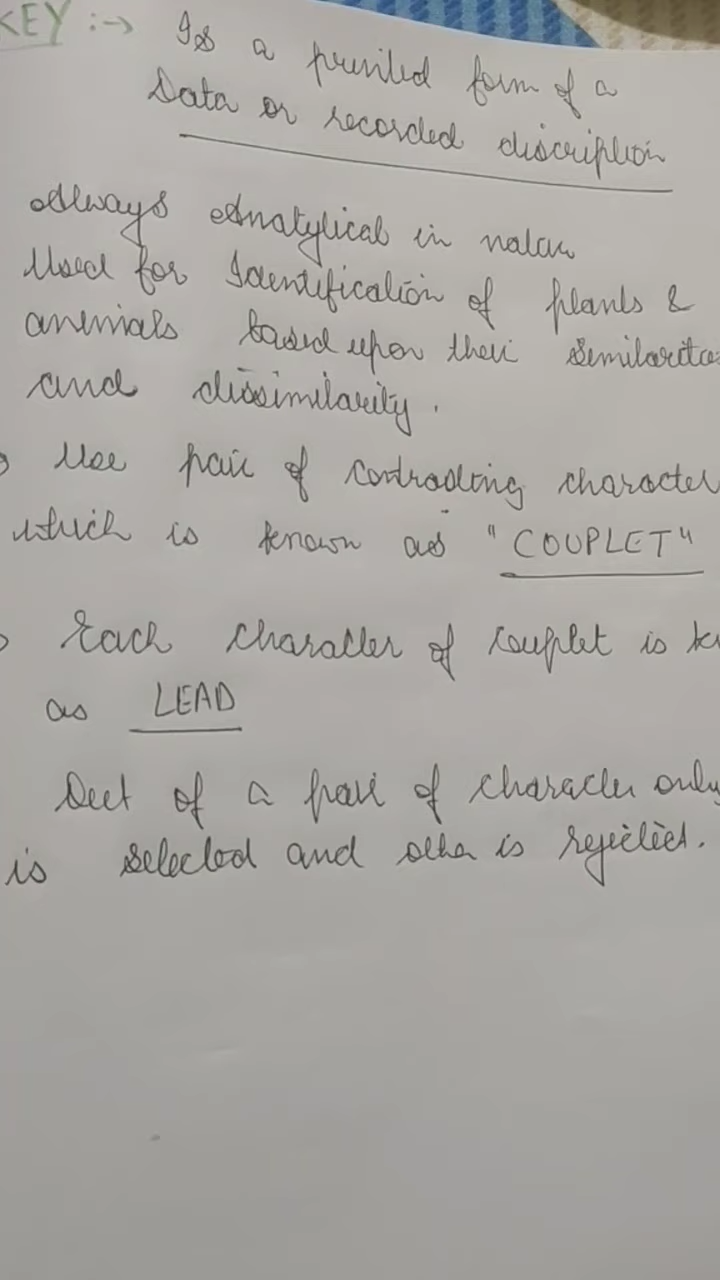 KEY :→ Is a printed form of a
Data or recorded discription
Always Analytical in nature
Used for Identification of plants &
animals based upon their similarites
and dissimilarity.
Use pair of contrasting character
which is known as "COUPLET"
Each character of couplet is k
as LEAD
of a pair of character only
is selected and other is rejected.